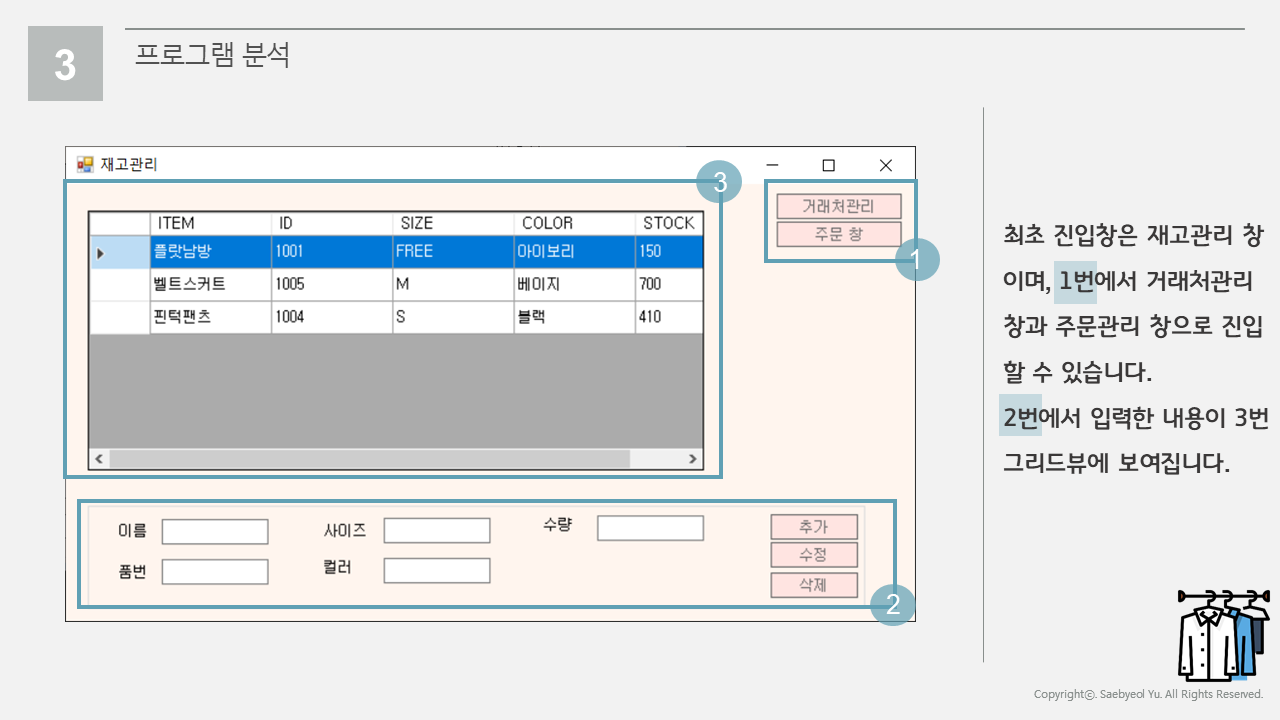 3
프로그램 분석
재고관리
3
ITEM ID SIZE COLOR STOCK
플랏남방 1001 FREE 아이보리 150
벨트스커트 1005 M 베이지 700
핀턱팬츠 1004 S 블랙 410
거래처관리
주문 창
1
이름 사이즈 수량 추가
수정
품번 컬러 삭제
2
최초 진입창은 재고관리 창
이며, 1번에서 거래처관리
창과 주문관리 창으로 진입
할 수 있습니다.
2번에서 입력한 내용이 3번
그리드뷰에 보여집니다.
Copyrightⓒ. Saebyeol Yu. All Rights Reserved.